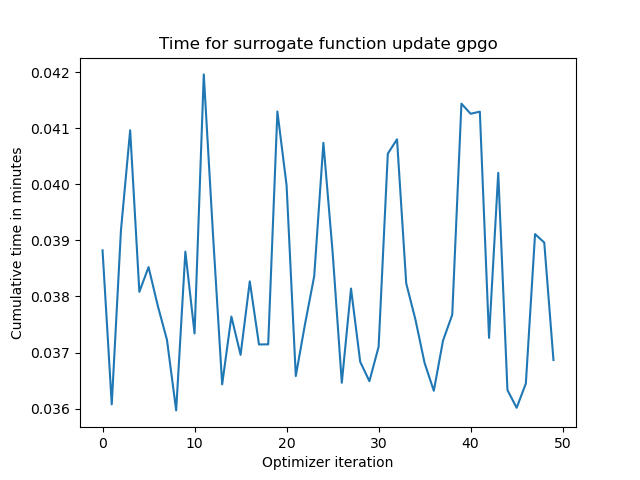 Time for surrogate function update gpgo
0.042
0.041
0.040
0.039
0.038
0.037
0.036
Cumulative time in minutes
0 10 20 30 40 50
Optimizer iteration